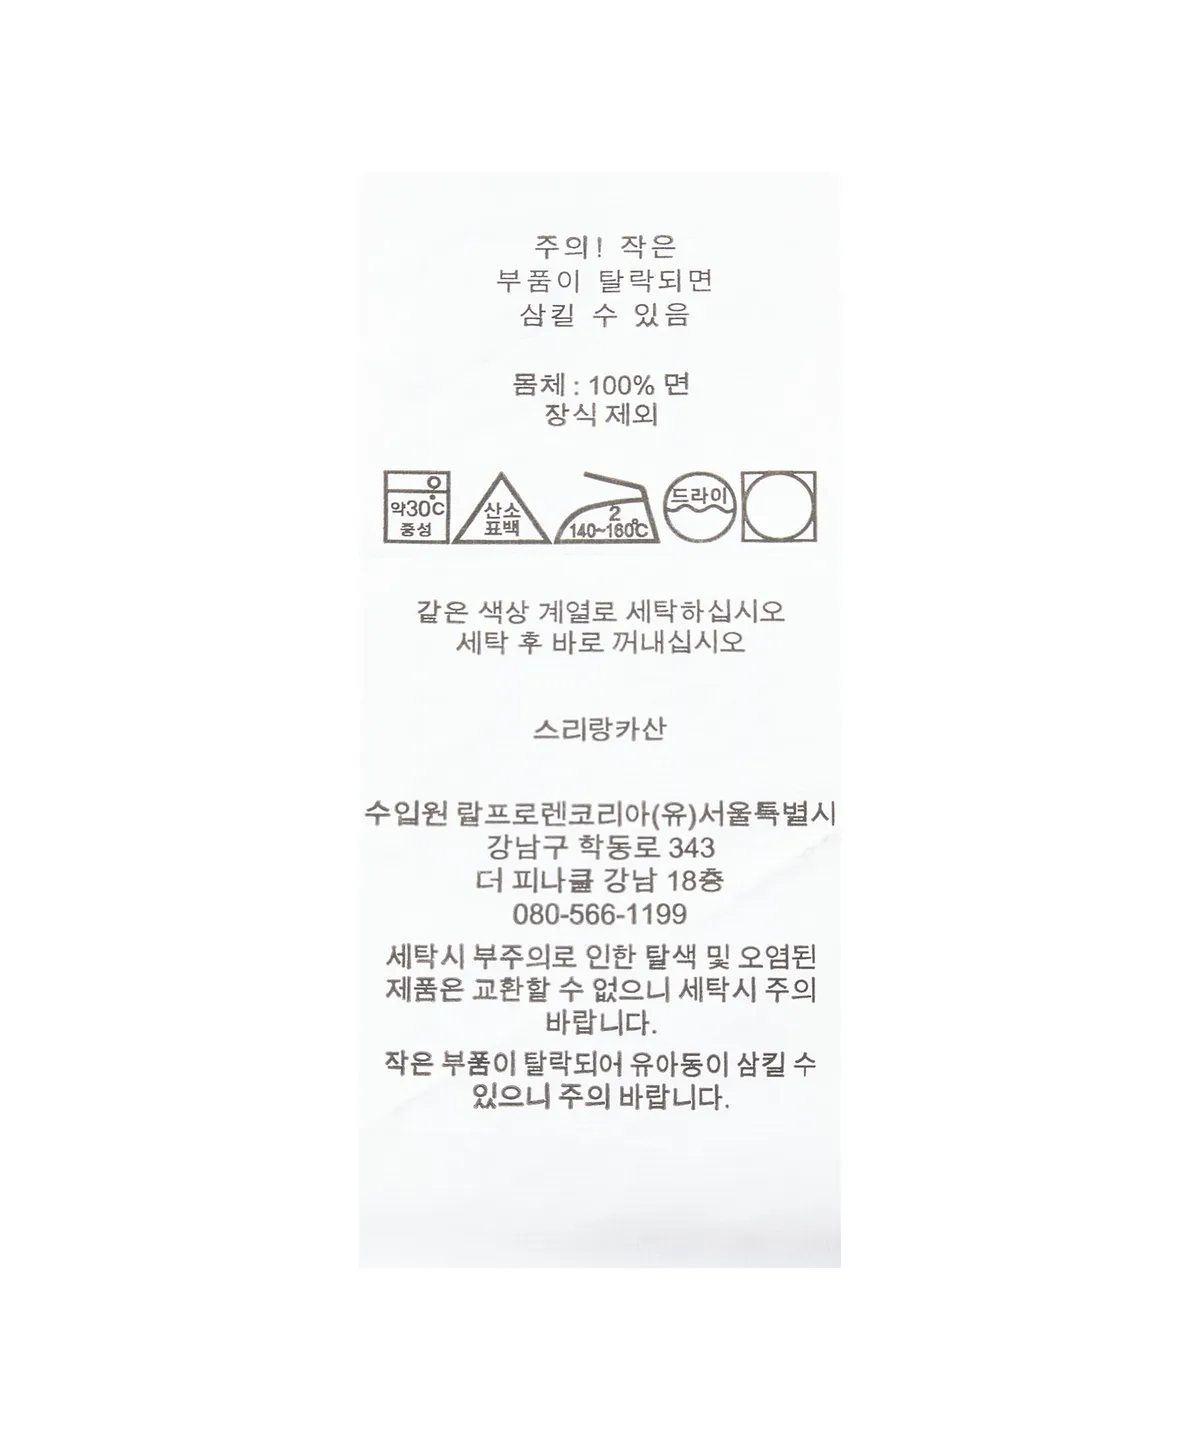 주의! 작은
부품이 탈락되면
삼킬 수 있음
몸체 : 100% 면
장식 제외
약30°C
중성
산소
표백
2
140~160°C
드라이
같은 색상 계열로 세탁하십시오
세탁 후 바로 꺼내십시오
스리랑카산
수입원 랄프로렌코리아(유)서울특별시
강남구 학동로 343
더 피나클 강남 18층
080-566-1199
세탁시 부주의로 인한 탈색 및 오염된
제품은 교환할 수 없으니 세탁시 주의
바랍니다.
작은 부품이 탈락되어 유아동이 삼킬 수
있으니 주의 바랍니다.